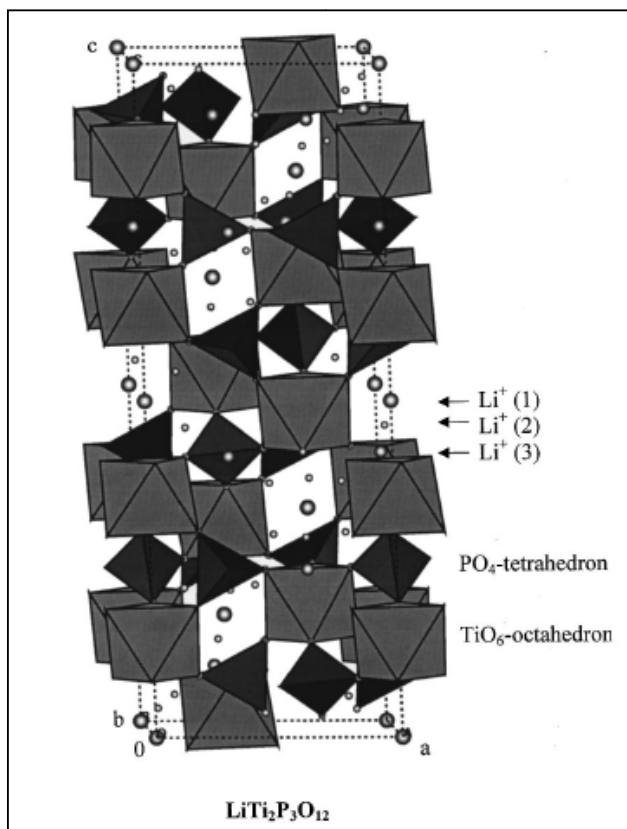 c
Li⁺ (1)
Li⁺ (2)
Li⁺ (3)
PO₄-tetrahedron
TiO₆-octahedron
b
0
a
LiTi₂P₃O₁₂